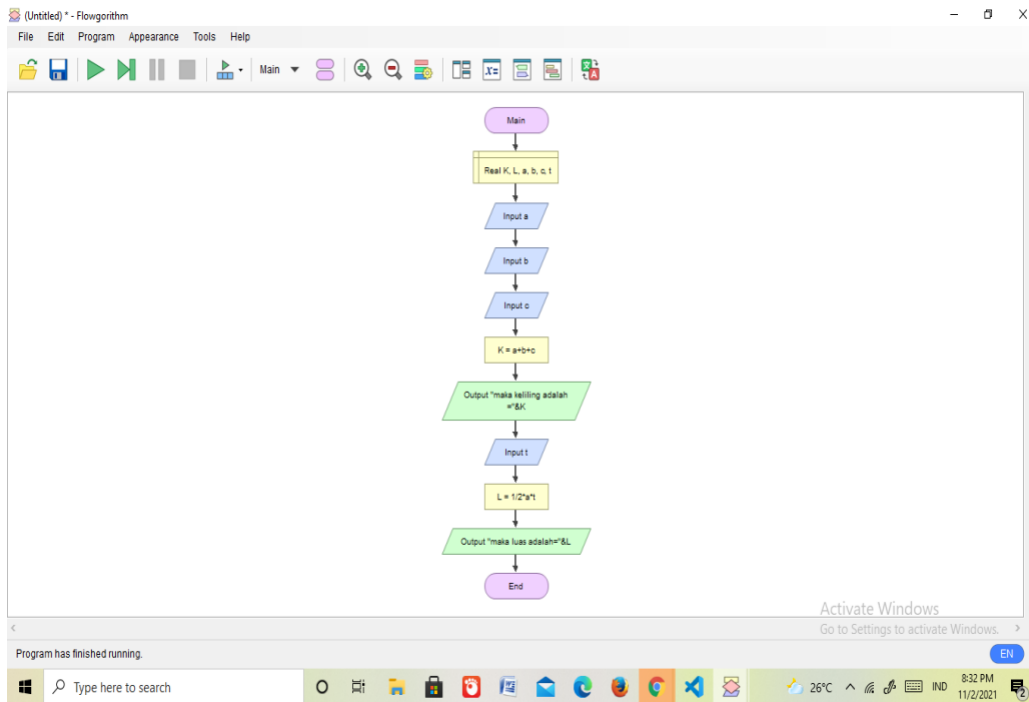 (Untitled) * - Flowgorithm
File Edit Program Appearance Tools Help
Main
Main
Real K, L, a, b, c, t
Input a
Input b
Input c
K = a+b+c
Output "maka keliling adalah
="&K
Input t
L = 1/2*a*t
Output "maka luas adalah="&L
End
Activate Windows
Go to Settings to activate Windows.
Program has finished running.
EN
Type here to search
26°C
IND
8:32 PM
11/2/2021
2